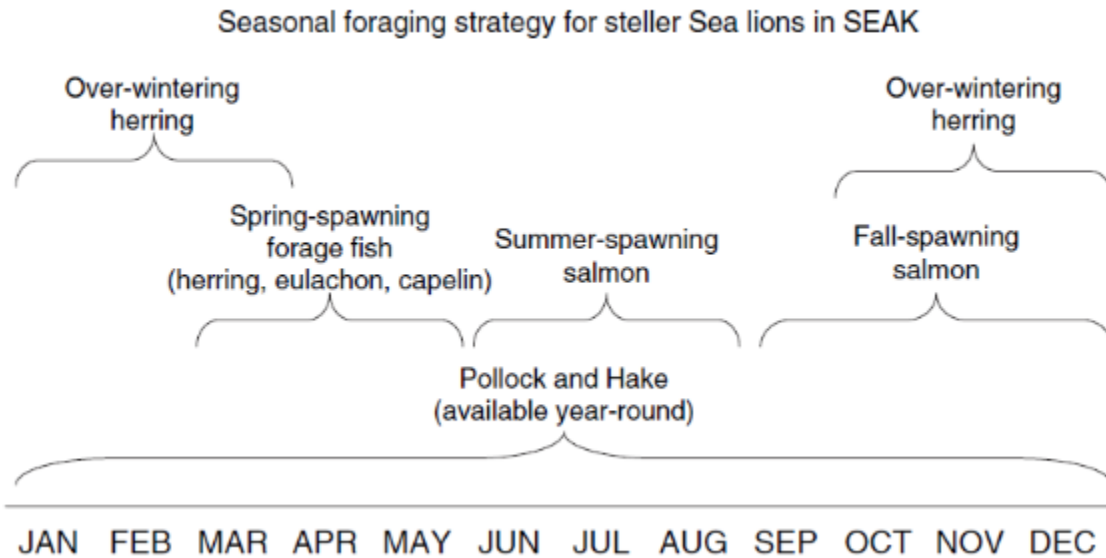 Seasonal foraging strategy for steller Sea lions in SEAK
Over-wintering
herring
Over-wintering
herring
Spring-spawning
forage fish
(herring, eulachon, capelin)
Summer-spawning
salmon
Fall-spawning
salmon
Pollock and Hake
(available year-round)
JAN FEB MAR APR MAY JUN JUL AUG SEP OCT NOV DEC